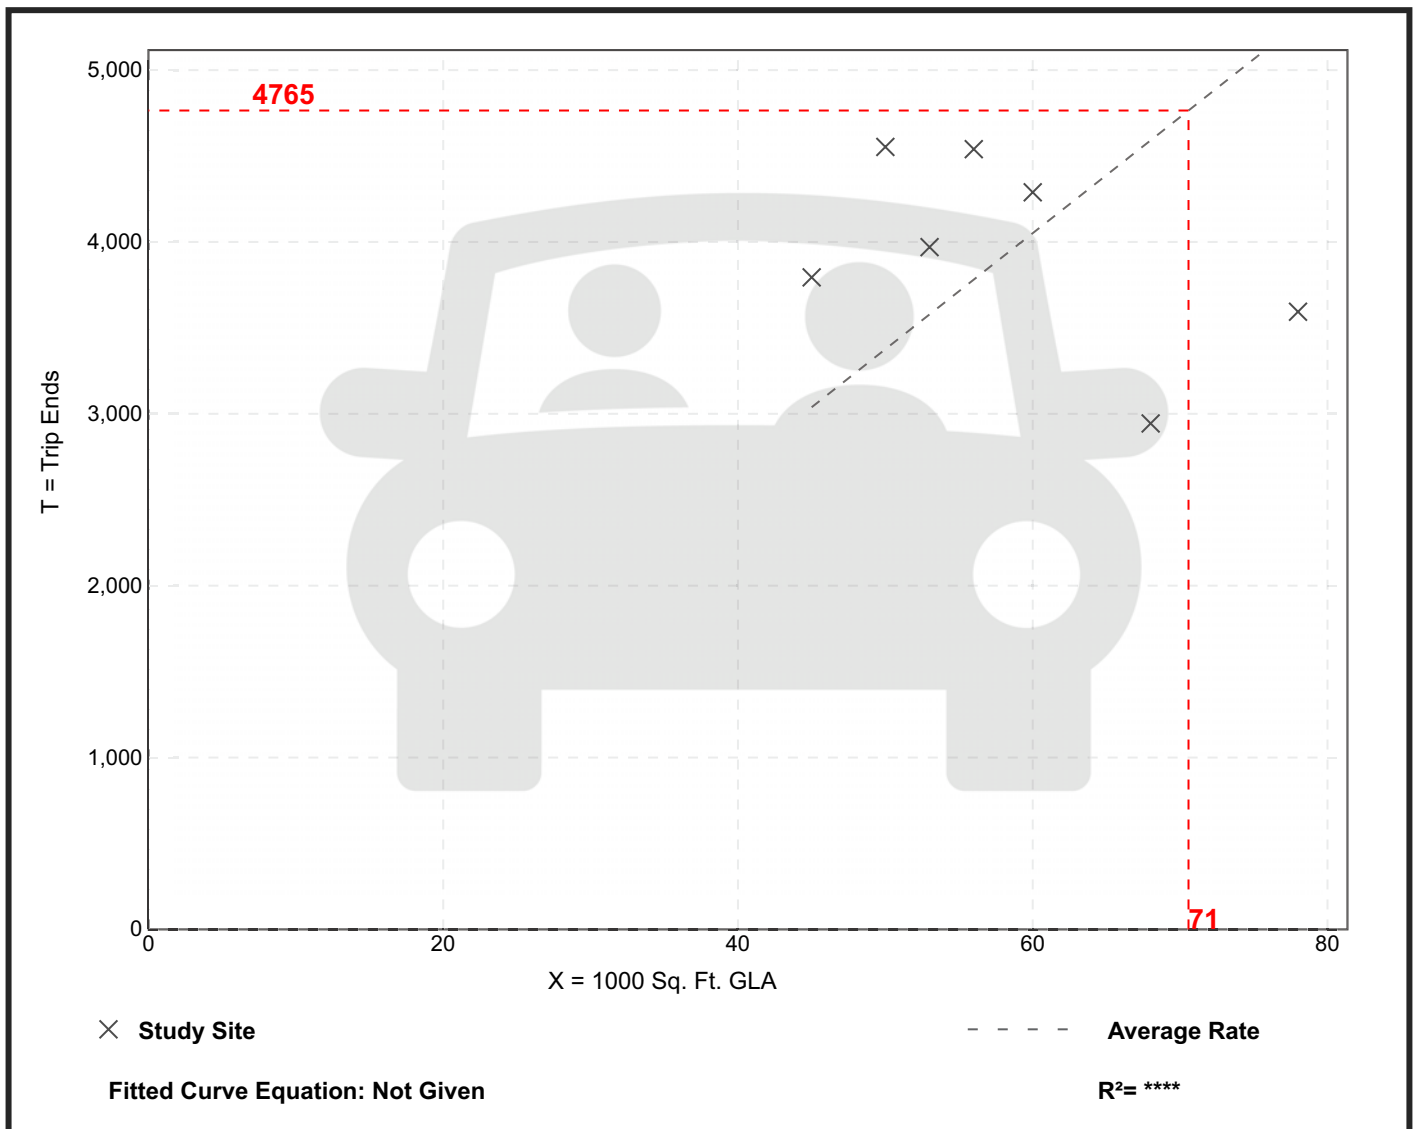 5,000
4765
4,000
3,000
2,000
1,000
0
T = Trip Ends
71
0 20 40 60 80
X = 1000 Sq. Ft. GLA
Study Site
Average Rate
Fitted Curve Equation: Not Given
R²= ****